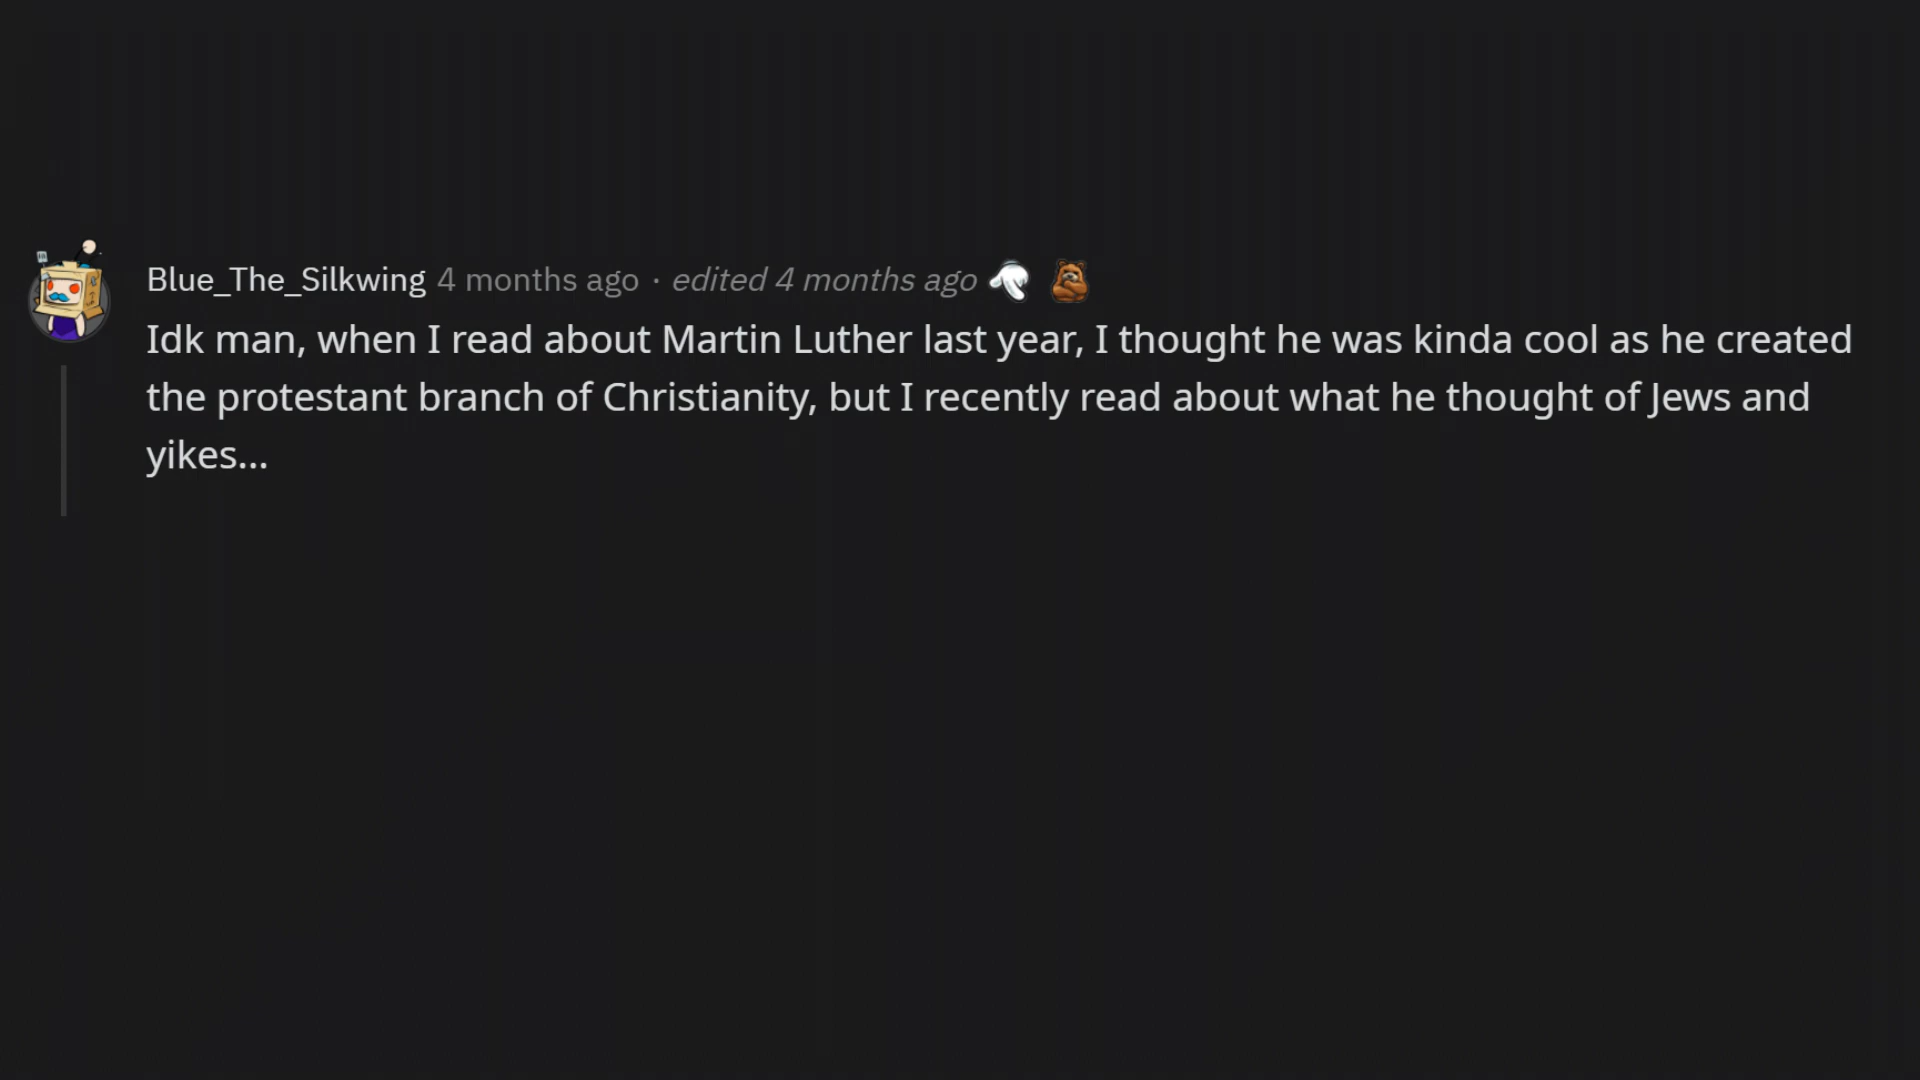 Blue_The_Silkwing 4 months ago · edited 4 months ago
Idk man, when I read about Martin Luther last year, I thought he was kinda cool as he created
the protestant branch of Christianity, but I recently read about what he thought of Jews and
yikes...